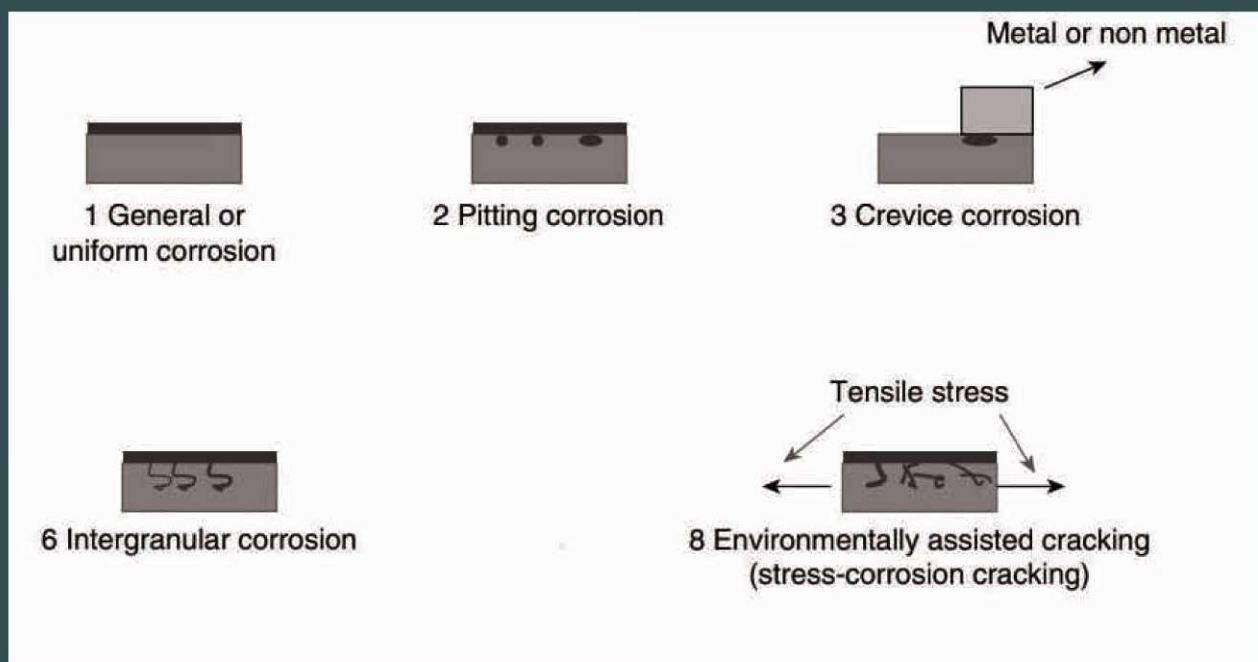 Metal or non metal
1 General or
uniform corrosion
2 Pitting corrosion
3 Crevice corrosion
Tensile stress
6 Intergranular corrosion
8 Environmentally assisted cracking
(stress-corrosion cracking)